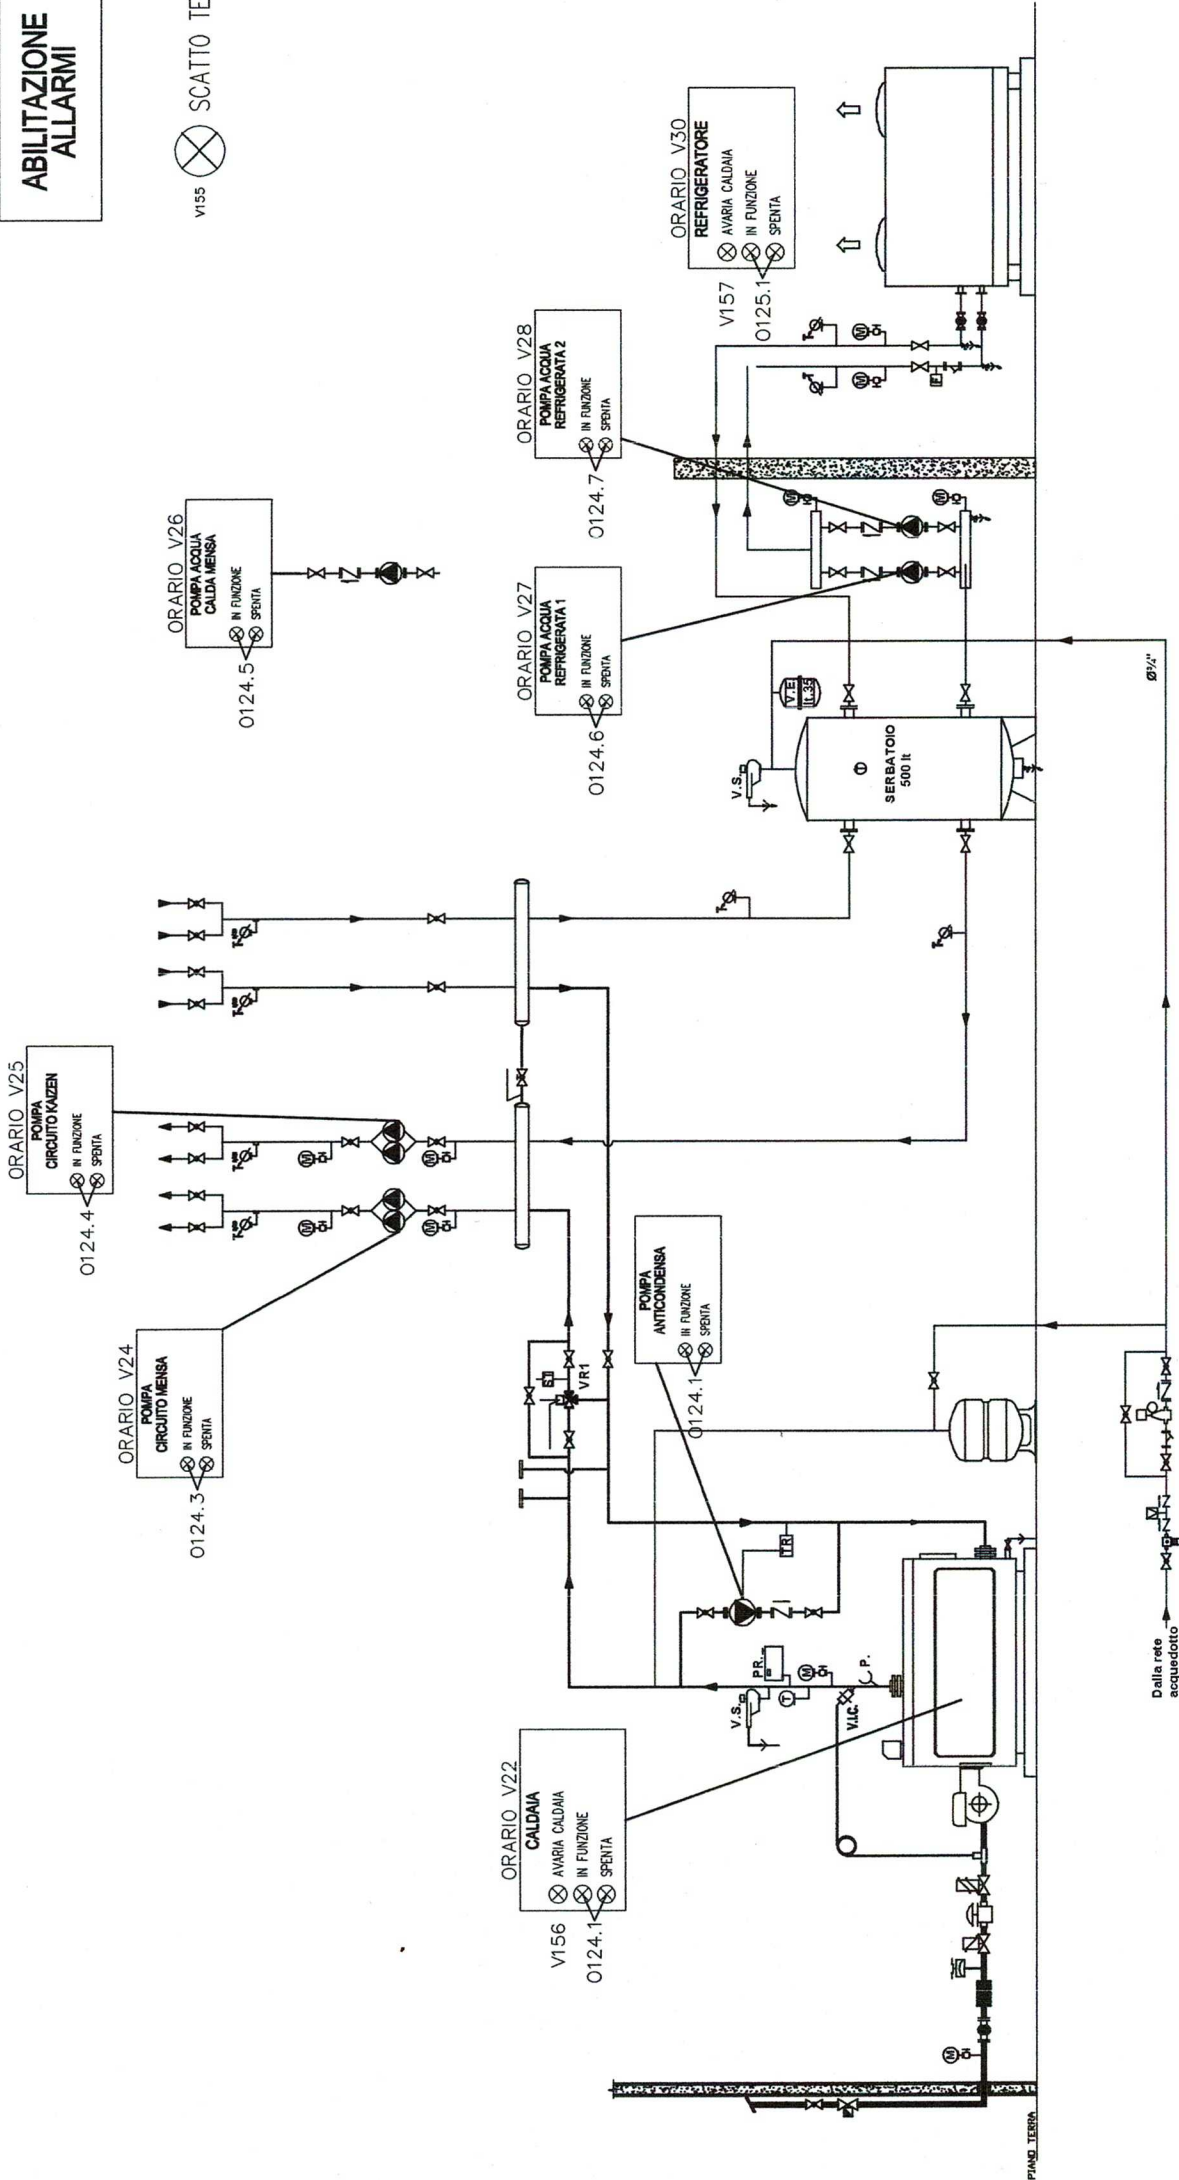 ABILITAZIONE
ALLARMI
V155
SCATTO TE
ORARIO V30
REFRIGERATORE
AVARIA CALDAIA
IN FUNZIONE
SPENTA
V157
O125.1
ORARIO V28
POMPA ACQUA
REFRIGERATA 2
IN FUNZIONE
SPENTA
O124.7
ORARIO V26
POMPA ACQUA
CALDA MENSA
IN FUNZIONE
SPENTA
O124.5
ORARIO V27
POMPA ACQUA
REFRIGERATA 1
IN FUNZIONE
SPENTA
O124.6
ORARIO V25
POMPA
CIRCUITO KAIZEN
IN FUNZIONE
SPENTA
O124.4
ORARIO V24
POMPA
CIRCUITO MENSA
IN FUNZIONE
SPENTA
O124.3
POMPA
ANTICONDENSA
IN FUNZIONE
SPENTA
O124.1
ORARIO V22
CALDAIA
AVARIA CALDAIA
IN FUNZIONE
SPENTA
V156
O124.1
V.E.
lt.35
V.S.
SERBATOIO
500 lt
T
Ø¾"
M
M
F
M
M
M
M
M
M
ST
VR1
TR
V.S.
P.R.
T
M
P.
V.I.C.
M
PIANO TERRA
Dalla rete
acquedotto